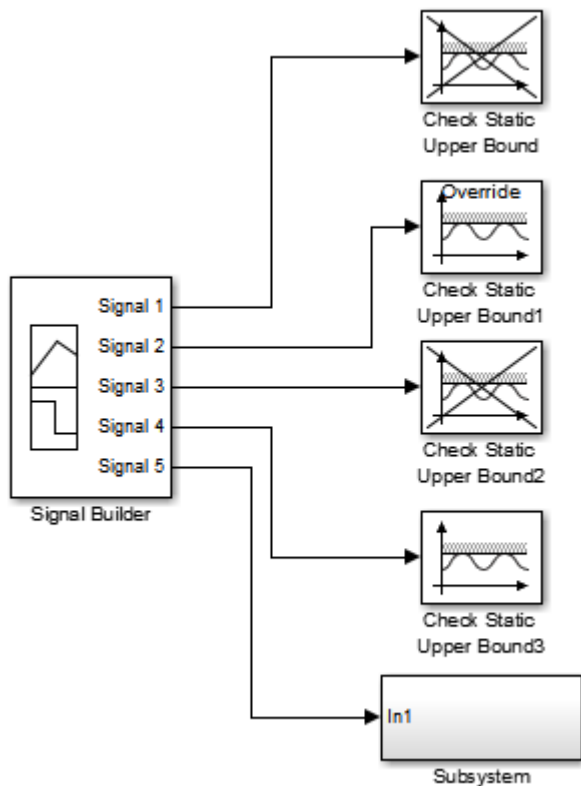 Check Static
Upper Bound
Override
Check Static
Upper Bound1
Signal 1
Signal 2
Signal 3
Signal 4
Signal 5
Signal Builder
Check Static
Upper Bound2
Check Static
Upper Bound3
In1
Subsystem